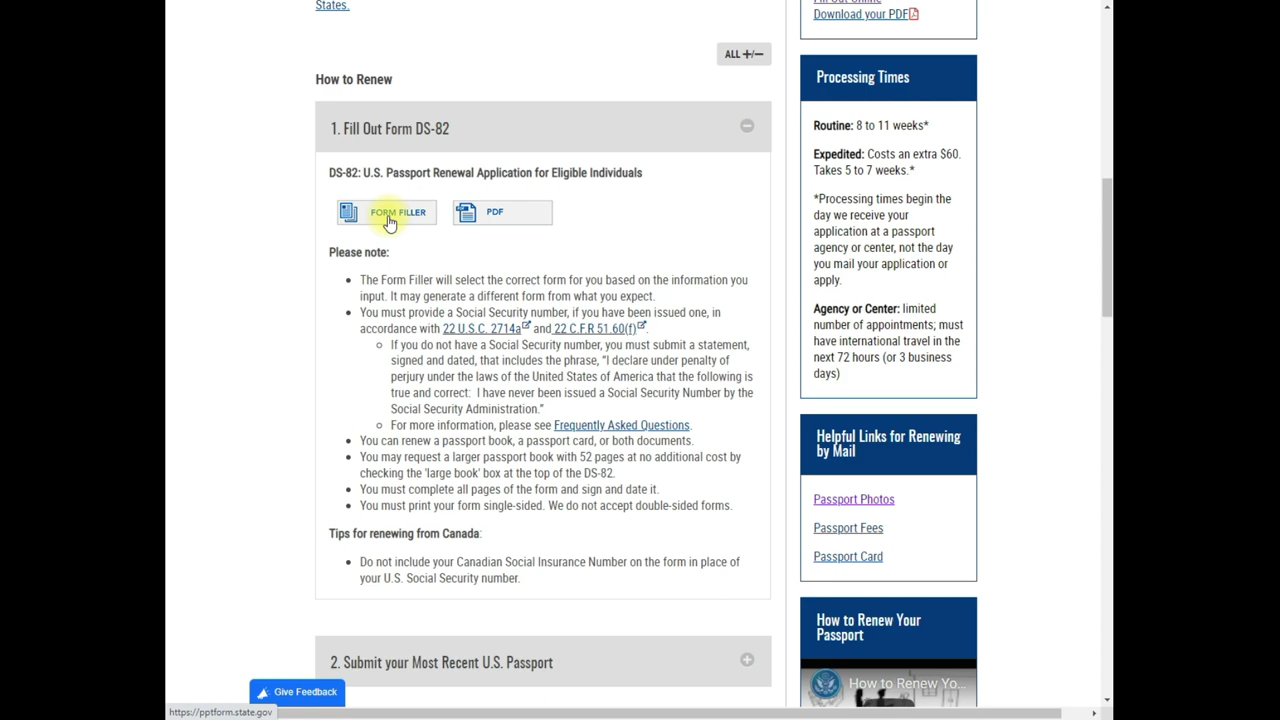 States.
ALL +/−
How to Renew
1. Fill Out Form DS-82
DS-82: U.S. Passport Renewal Application for Eligible Individuals
FORM FILLER
PDF
Please note:
• The Form Filler will select the correct form for you based on the information you
input. It may generate a different form from what you expect.
• You must provide a Social Security number, if you have been issued one, in
accordance with 22 U.S.C. 2714a and 22 C.F.R 51.60(f).
If you do not have a Social Security number, you must submit a statement,
signed and dated, that includes the phrase, “I declare under penalty of
perjury under the laws of the United States of America that the following is
true and correct: I have never been issued a Social Security Number by the
Social Security Administration.”
For more information, please see Frequently Asked Questions.
• You can renew a passport book, a passport card, or both documents.
• You may request a larger passport book with 52 pages at no additional cost by
checking the 'large book' box at the top of the DS-82.
• You must complete all pages of the form and sign and date it.
• You must print your form single-sided. We do not accept double-sided forms.
Tips for renewing from Canada:
• Do not include your Canadian Social Insurance Number on the form in place of
your U.S. Social Security number.
2. Submit your Most Recent U.S. Passport
Give Feedback
https://pptform.state.gov
Fill Out Online
Download your PDF
Processing Times
Routine: 8 to 11 weeks*
Expedited: Costs an extra $60.
Takes 5 to 7 weeks.*
*Processing times begin the
day we receive your
application at a passport
agency or center, not the day
you mail your application or
apply.
Agency or Center: limited
number of appointments; must
have international travel in the
next 72 hours (or 3 business
days)
Helpful Links for Renewing
by Mail
Passport Photos
Passport Fees
Passport Card
How to Renew Your
Passport
How to Renew Yo...